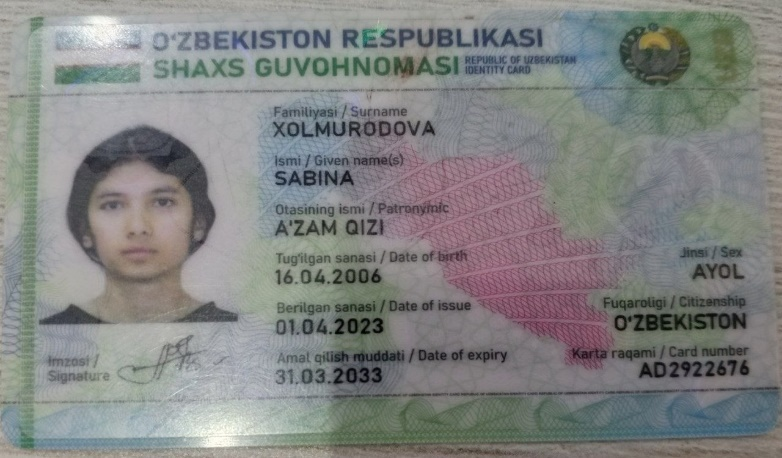 O‘ZBEKISTON RESPUBLIKASI
SHAXS GUVOHNOMASI REPUBLIC OF UZBEKISTAN
IDENTITY CARD
Familiyasi / Surname
XOLMURODOVA
Ismi / Given name(s)
SABINA
Otasining ismi / Patronymic
A‘ZAM QIZI
Tug‘ilgan sanasi / Date of birth
16.04.2006
Jinsi / Sex
AYOL
Berilgan sanasi / Date of issue
01.04.2023
Fuqaroligi / Citizenship
O‘ZBEKISTON
Amal qilish muddati / Date of expiry
31.03.2033
Karta raqami / Card number
AD2922676
Imzosi /
Signature